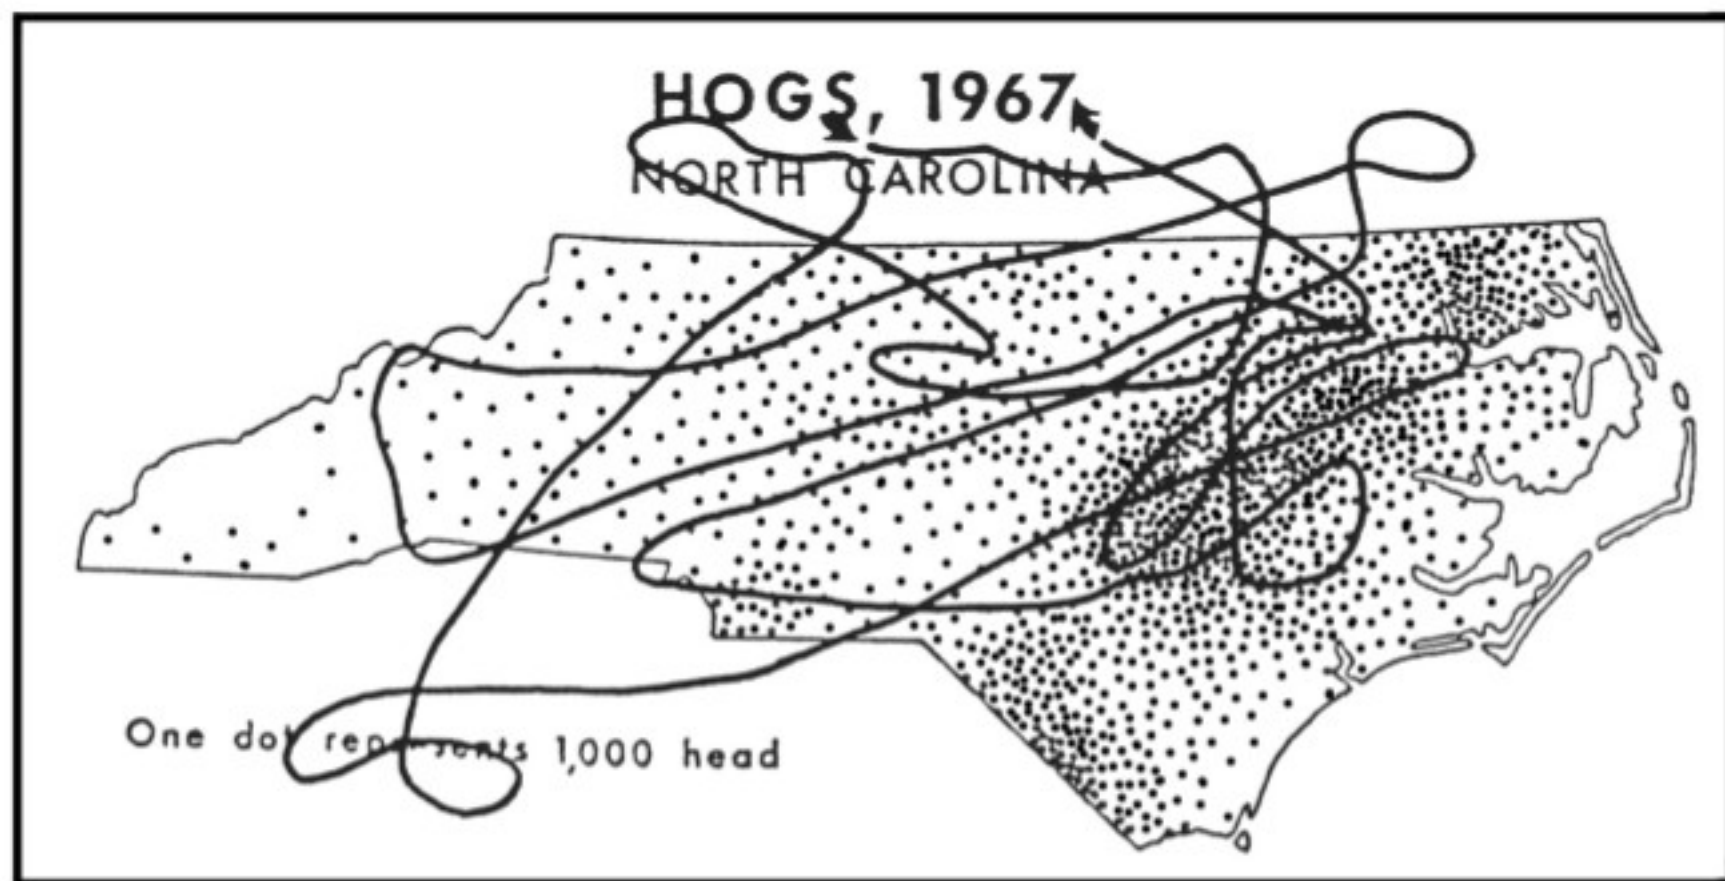 HOGS, 1967
NORTH CAROLINA
One dot represents 1,000 head